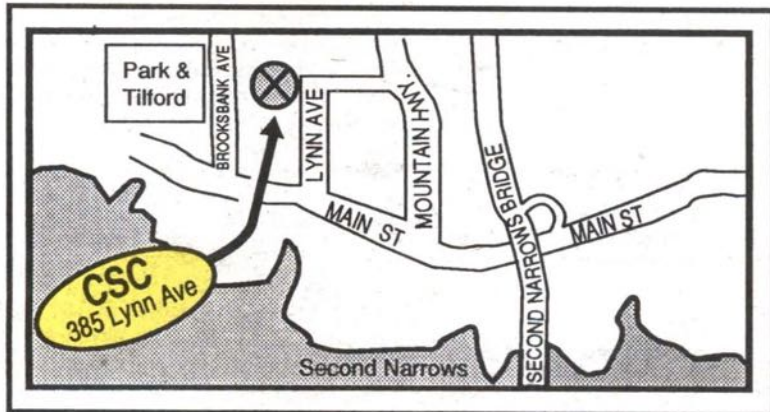 Park &
Tilford
BROOKSBANK AVE
LYNN AVE
MOUNTAIN HWY.
MAIN ST
SECOND NARROWS BRIDGE
MAIN ST
CSC
385 Lynn Ave
Second Narrows